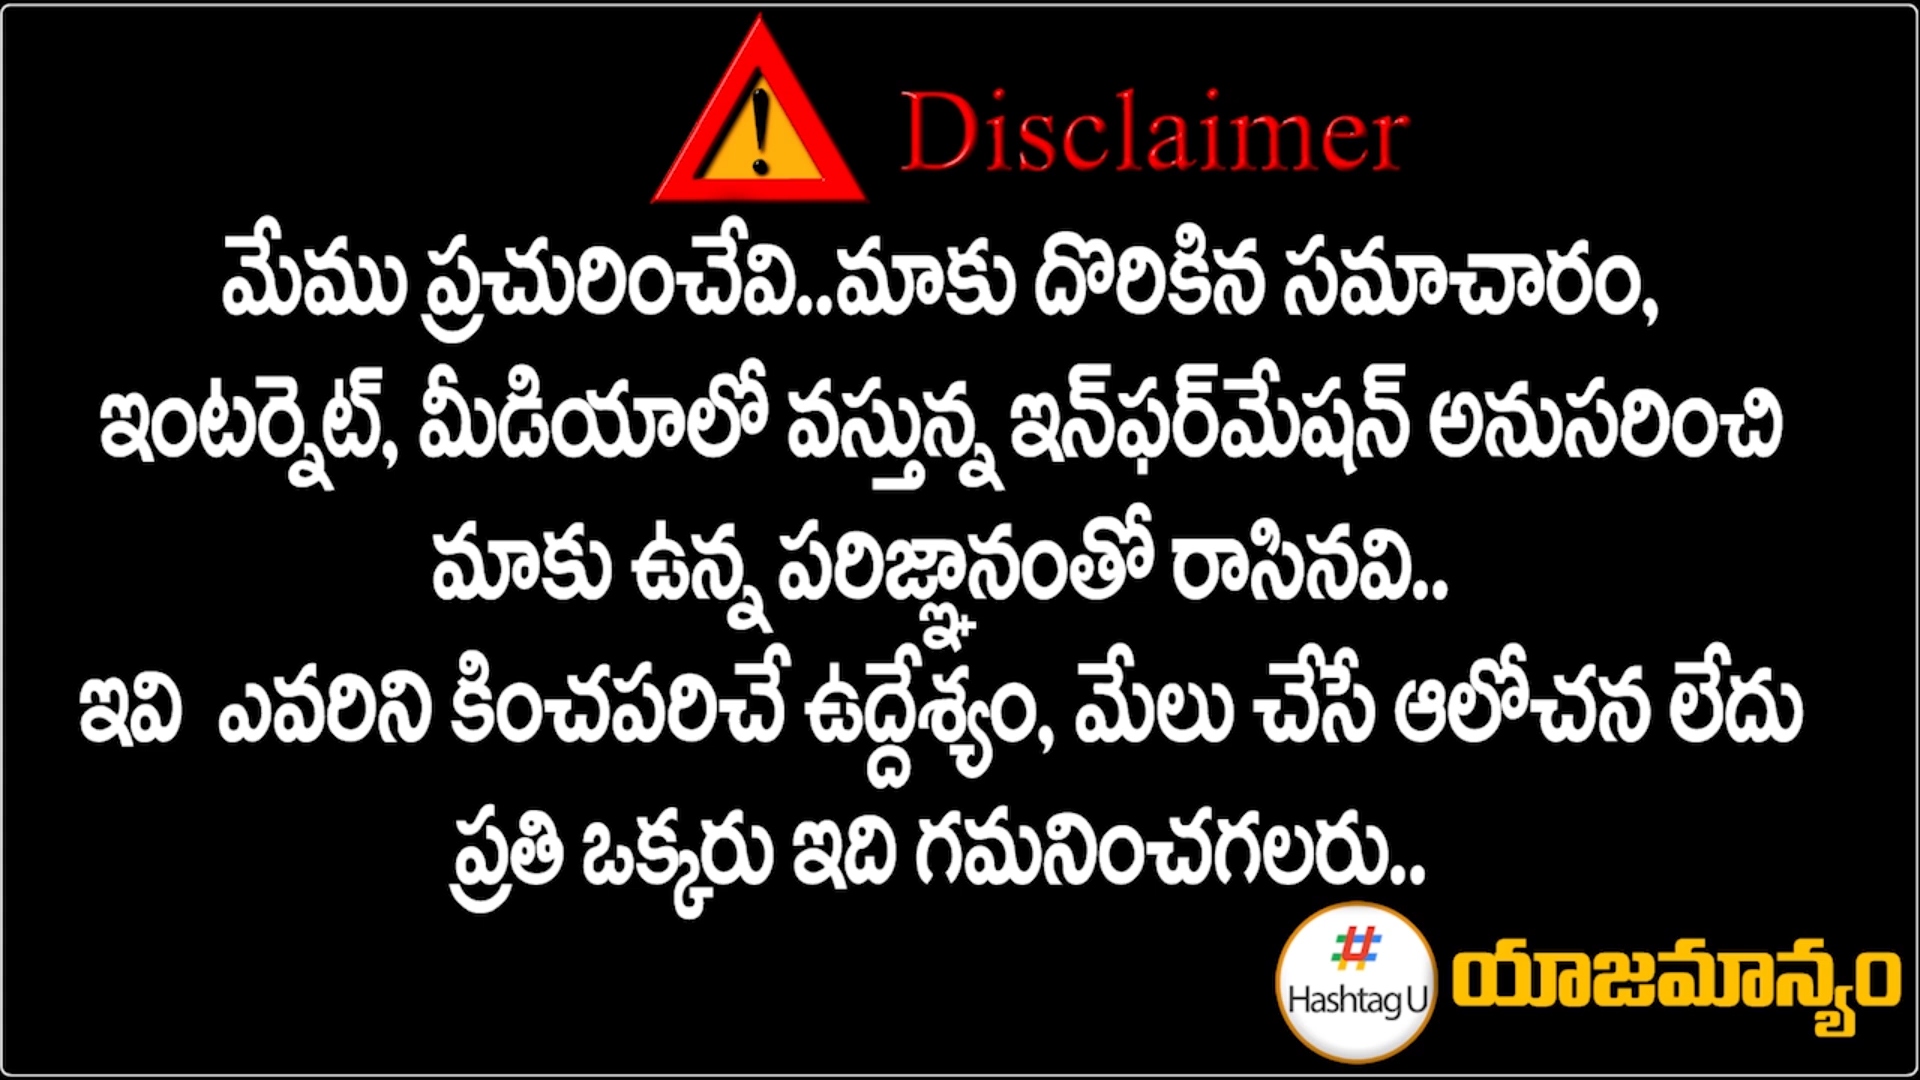 Disclaimer
మేము ప్రచురించేవి..మాకు దొరికిన సమాచారం,
ఇంటర్నెట్, మీడియాలో వస్తున్న ఇన్‌ఫర్‌మేషన్ అనుసరించి
మాకు ఉన్న పరిజ్ఞానంతో రాసినవి..
ఇవి ఎవరిని కించపరిచే ఉద్దేశ్యం, మేలు చేసే ఆలోచన లేదు
ప్రతి ఒక్కరు ఇది గమనించగలరు..
Hashtag U యాజమాన్యం